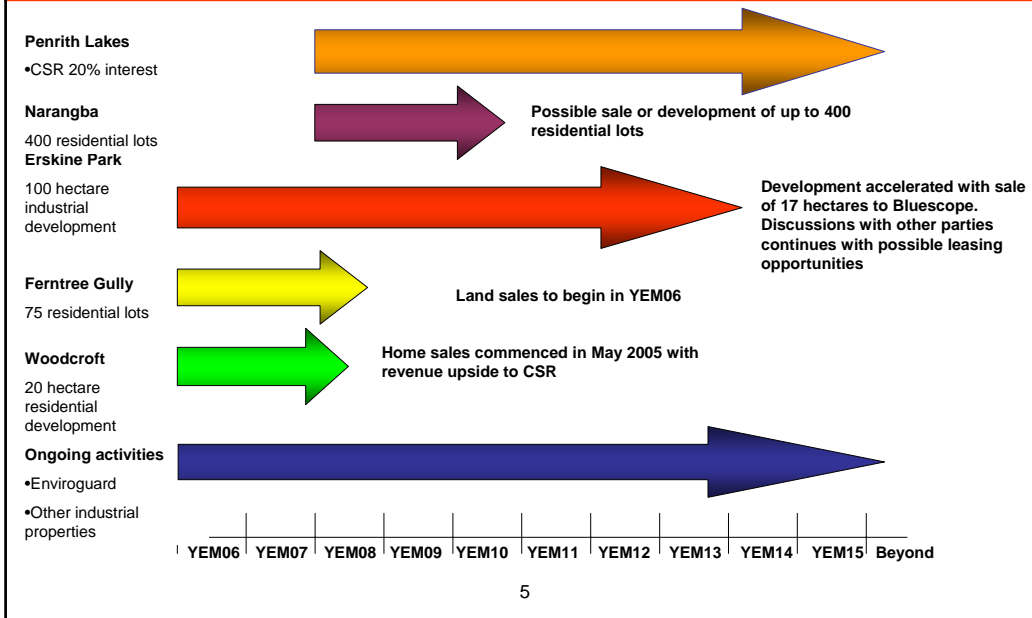 Penrith Lakes
•CSR 20% interest
Narangba
400 residential lots
Possible sale or development of up to 400
residential lots
Erskine Park
100 hectare
industrial
development
Development accelerated with sale
of 17 hectares to Bluescope.
Discussions with other parties
continues with possible leasing
opportunities
Ferntree Gully
75 residential lots
Land sales to begin in YEM06
Woodcroft
20 hectare
residential
development
Home sales commenced in May 2005 with
revenue upside to CSR
Ongoing activities
•Enviroguard
•Other industrial
properties
YEM06 YEM07 YEM08 YEM09 YEM10 YEM11 YEM12 YEM13 YEM14 YEM15 Beyond
5